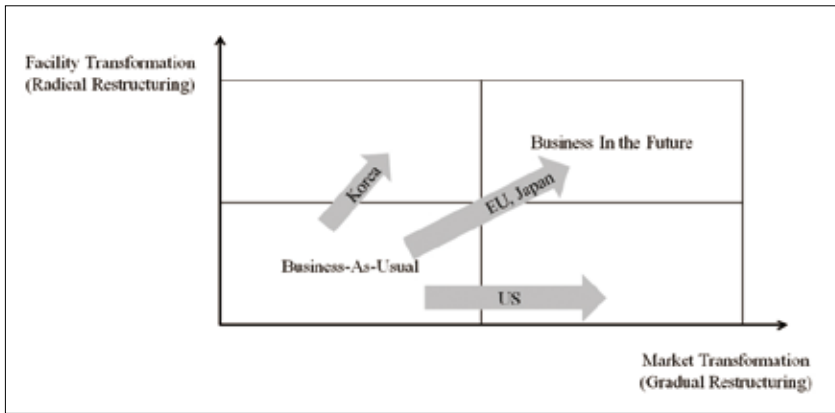 Facility Transformation
(Radical Restructuring)
Business In the Future
Korea
EU, Japan
Business-As-Usual
US
Market Transformation
(Gradual Restructuring)